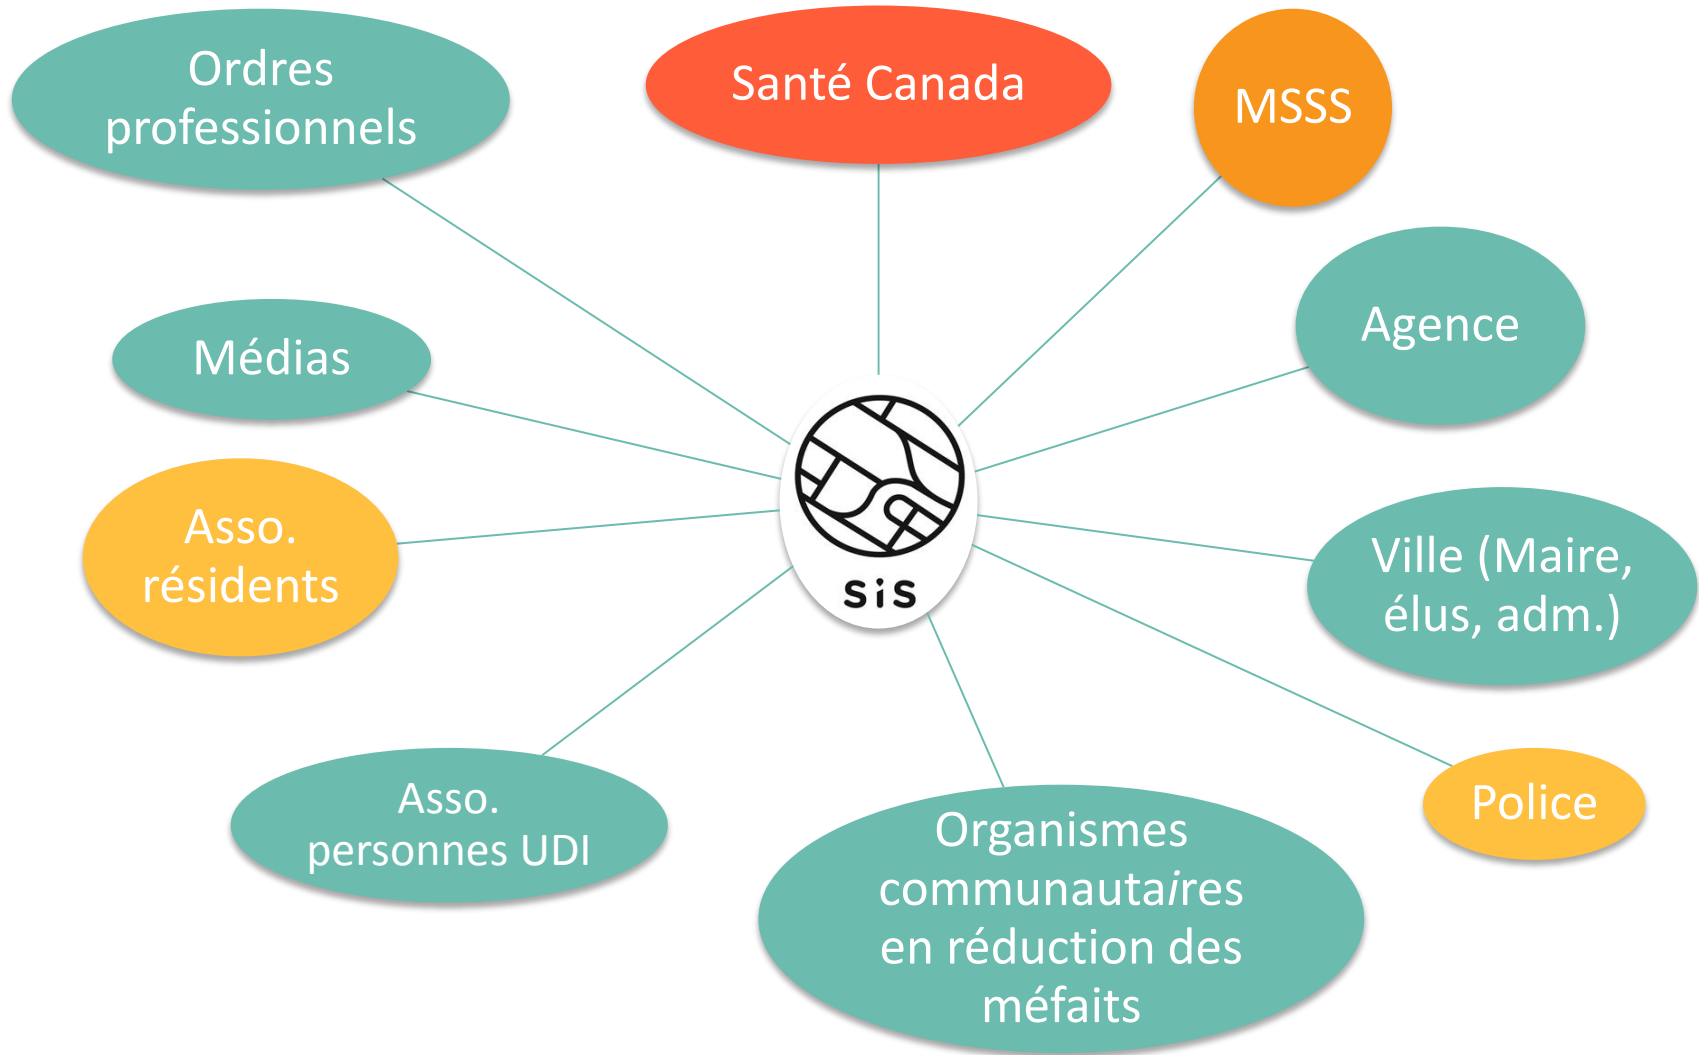 Ordres
professionnels
Santé Canada
MSSS
Agence
Médias
Asso.
résidents
SiS
Ville (Maire,
élus, adm.)
Police
Asso.
personnes UDI
Organismes
communautaires
en réduction des
méfaits